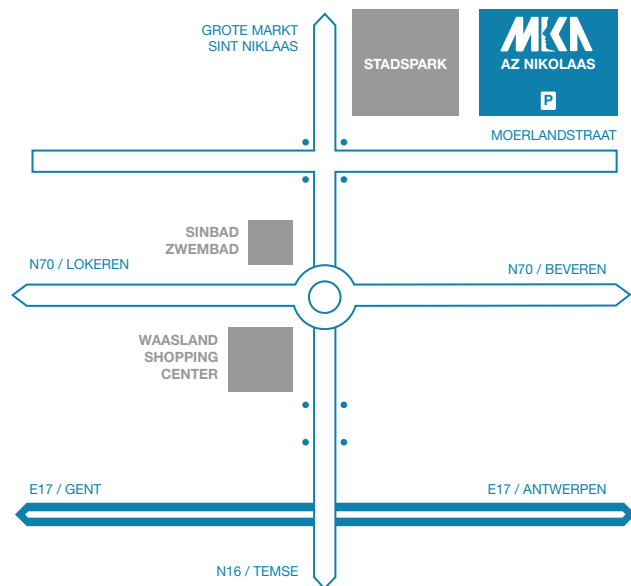 GROTE MARKT
SINT NIKLAAS
STADSPARK
MKA
AZ NIKOLAAS
P
MOERLANDSTRAAT
SINBAD
ZWEMBAD
N70 / LOKEREN
N70 / BEVEREN
WAASLAND
SHOPPING
CENTER
E17 / GENT
E17 / ANTWERPEN
N16 / TEMSE